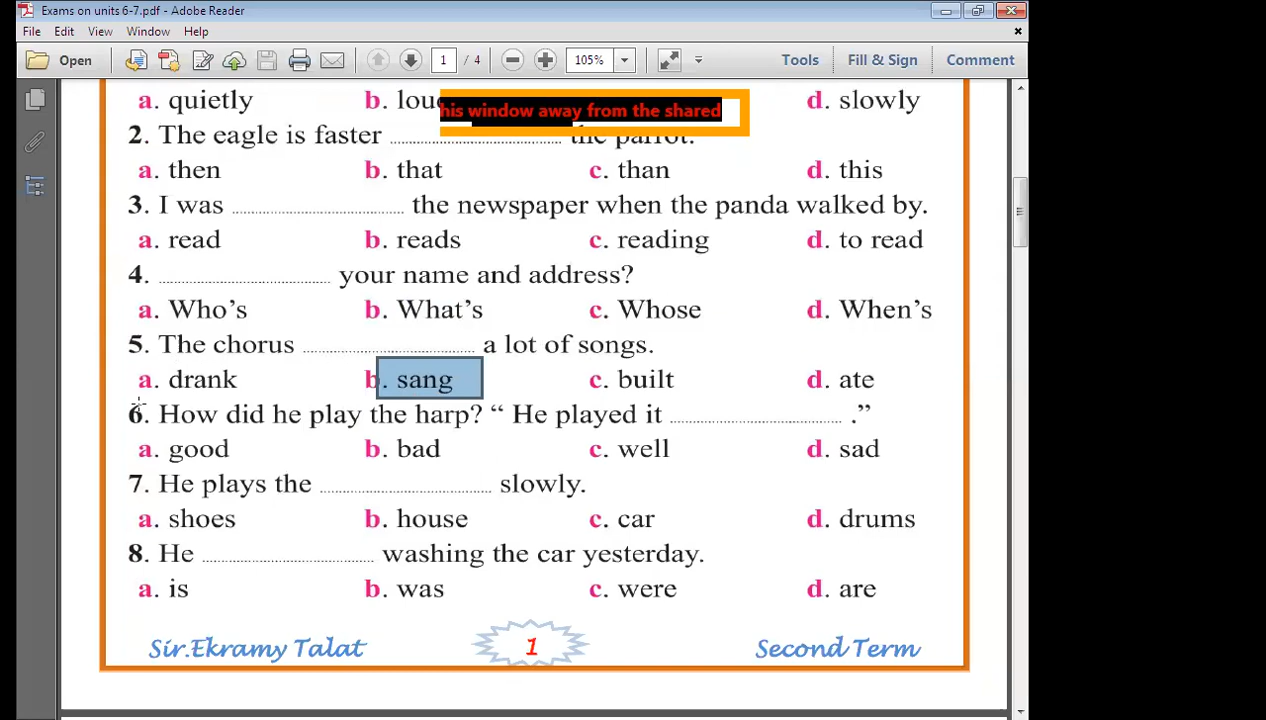 Exams on units 6-7.pdf - Adobe Reader
File Edit View Window Help
Open 1 / 4 105% Tools Fill & Sign Comment
a. quietly b. d. slowly
his window away from the shared
2. The eagle is faster ........ the parrot.
a. then b. that c. than d. this
3. I was ........ the newspaper when the panda walked by.
a. read b. reads c. reading d. to read
4. ........ your name and address?
a. Who's b. What's c. Whose d. When's
5. The chorus ........ a lot of songs.
a. drank b. sang c. built d. ate
6. How did he play the harp? “ He played it ........ .”
a. good b. bad c. well d. sad
7. He plays the ........ slowly.
a. shoes b. house c. car d. drums
8. He ........ washing the car yesterday.
a. is b. was c. were d. are
Sir.Ekramy Talat 1 Second Term